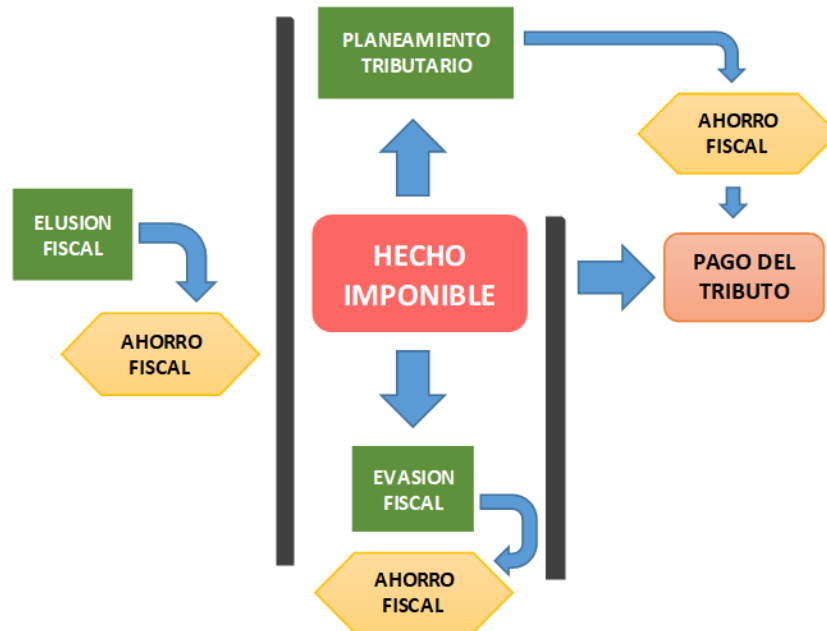 PLANEAMIENTO
TRIBUTARIO
AHORRO
FISCAL
ELUSION
FISCAL
AHORRO
FISCAL
HECHO
IMPONIBLE
PAGO DEL
TRIBUTO
EVASION
FISCAL
AHORRO
FISCAL